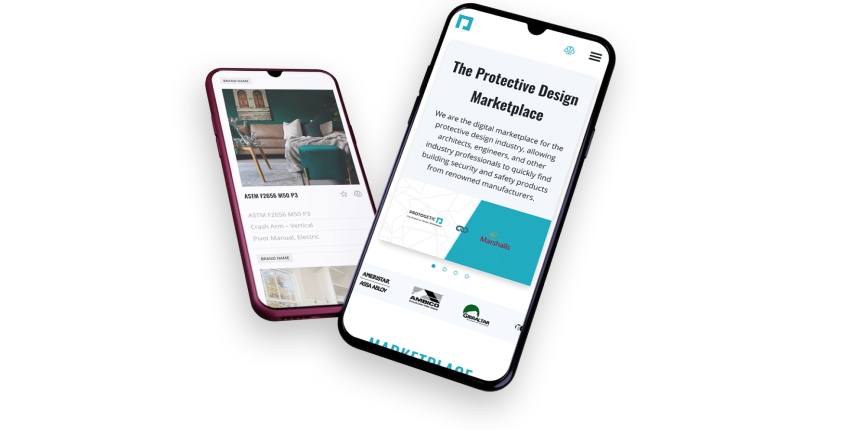 BRAND NAME
ASTM F2656 M50 P3
ASTM F2656 M50 P3
Crash Arm – Vertical
Pivot Manual, Electric
BRAND NAME
The Protective Design
Marketplace
We are the digital marketplace for the
protective design industry, allowing
architects, engineers, and other
industry professionals to quickly find
building security and safety products
from renowned manufacturers.
PROTOGETIC
Marshalls
AMERISTAR
ASSA ABLOY
AMBICO
GIBRALTAR
MARKETPLACE